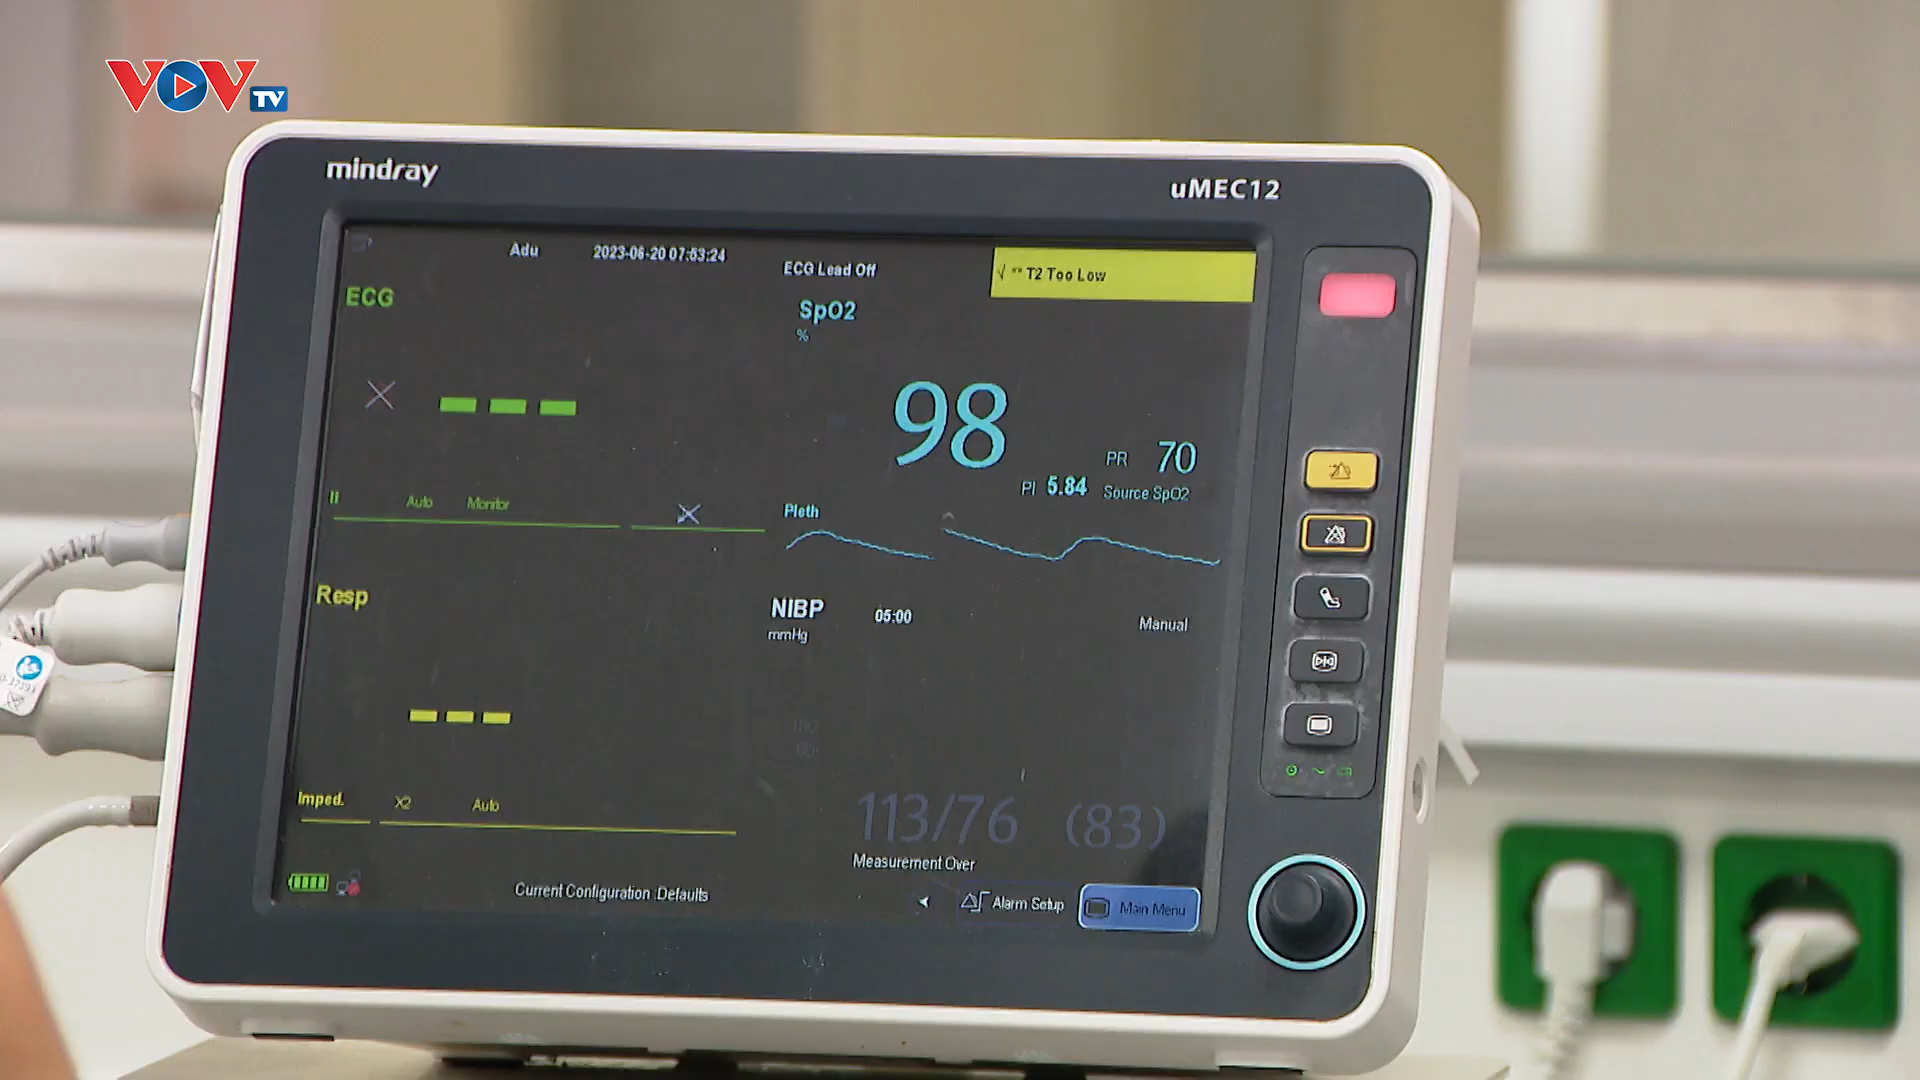 VOV TV
mindray
uMEC12
Adu 2023-06-20 07:53:24
ECG Lead Off
√ ** T2 Too Low
ECG
SpO2
%
98
PR 70
PI 5.84 Source SpO2
II Auto Monitor
Pleth
Resp
NIBP 05:00 Manual
mmHg
Imped. X2 Auto
113/76 (83)
Measurement Over
Current Configuration :Defaults
Alarm Setup
Main Menu